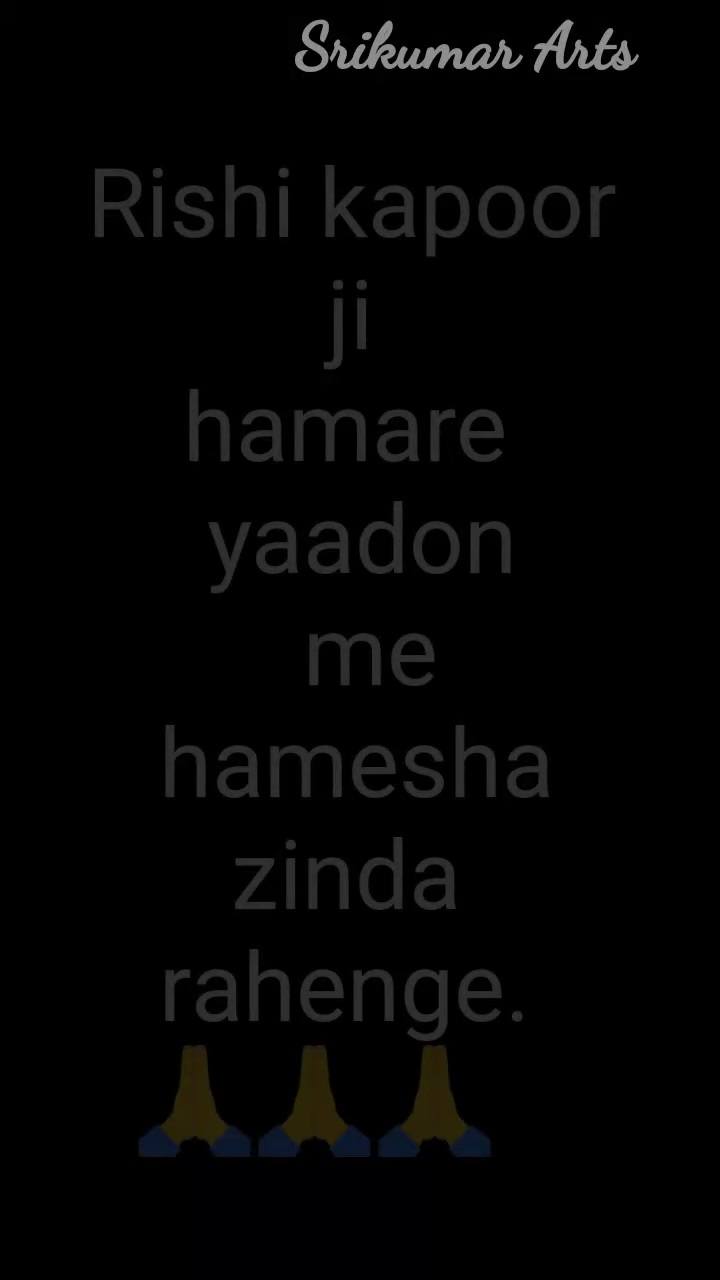 Srikumar Arts
Rishi kapoor
ji
hamare
yaadon
me
hamesha
zinda
rahenge.
🙏🙏🙏